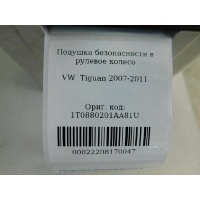 Подушка безопасности в
рулевое колесо
VW Tiguan 2007-2011
Ориг. код:
1T0880201AA81U
00022208170047